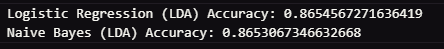 Logistic Regression (LDA) Accuracy: 0.8654567271636419
Naive Bayes (LDA) Accuracy: 0.8653067346632668